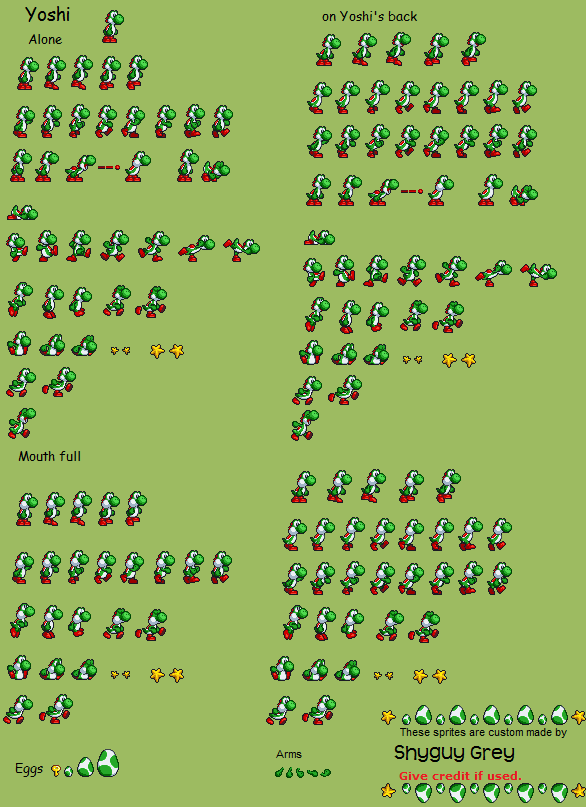 Yoshi
Alone
on Yoshi's back
Mouth full
Eggs
Arms
These sprites are custom made by
Shyguy Grey
Give credit if used.